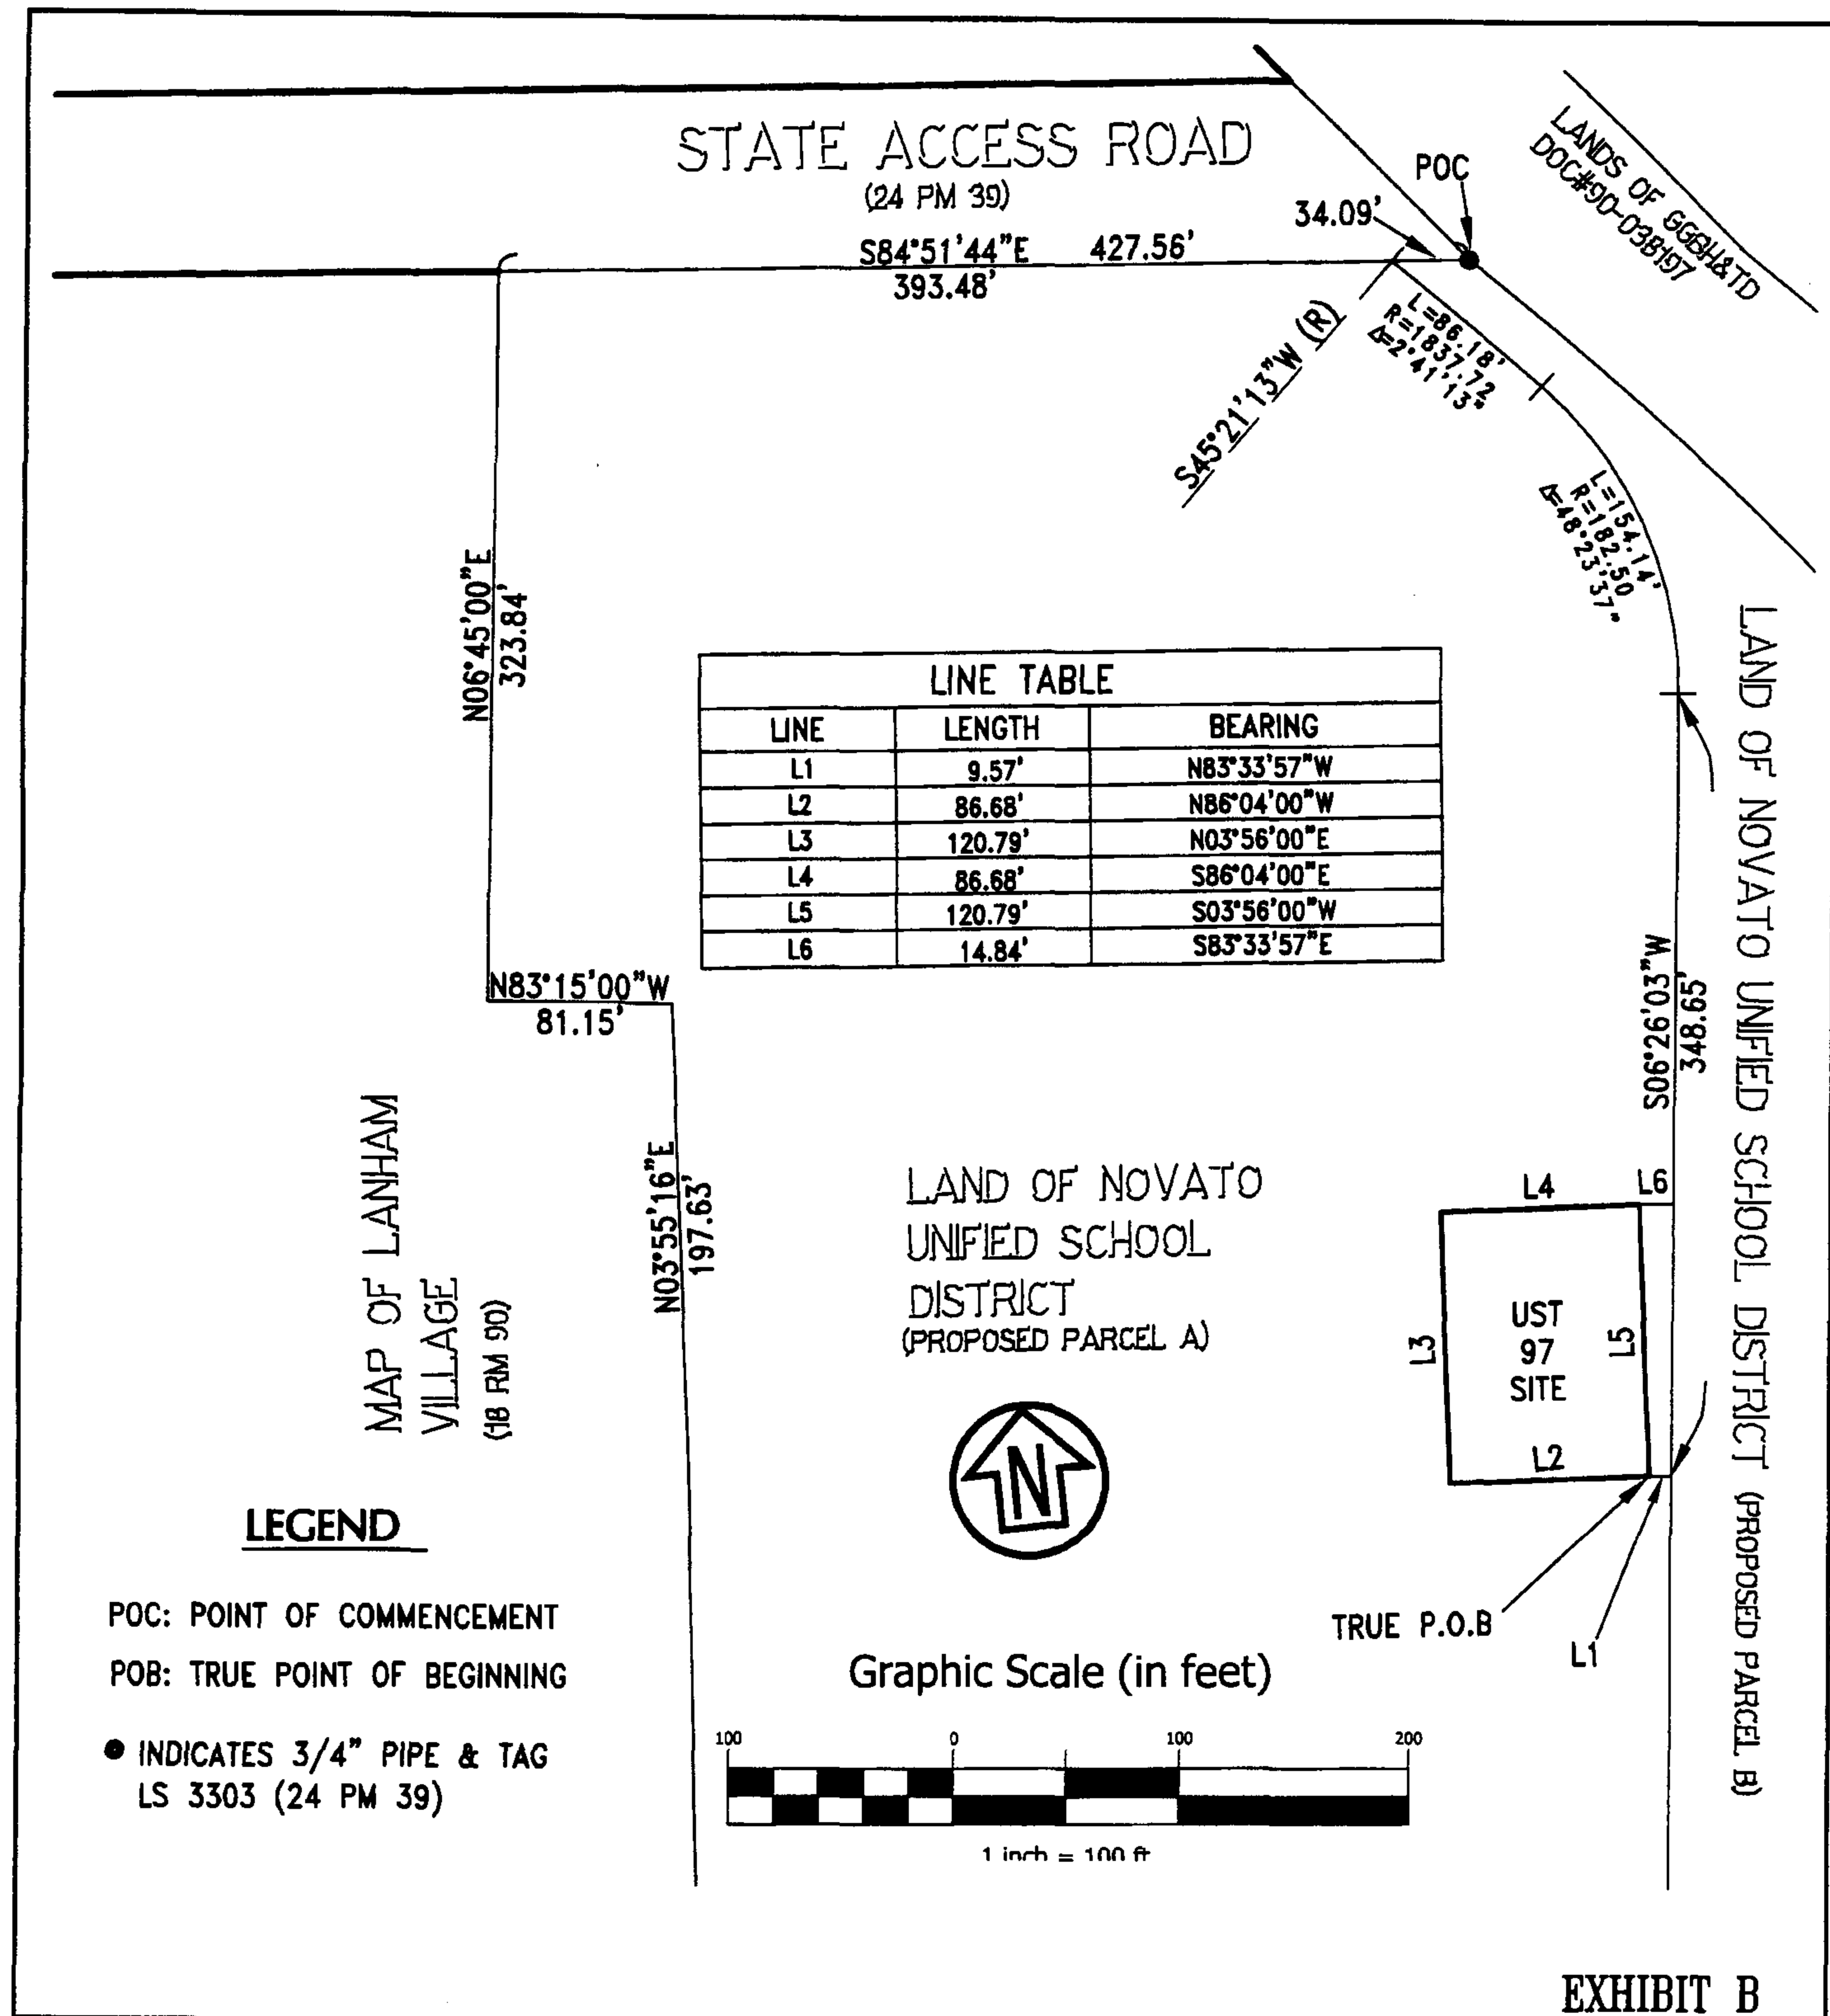 STATE ACCESS ROAD
(24 PM 39)
S84°51'44"E 427.56'
393.48'
34.09'
POC
LANDS OF GGBH&TD
DOC#90-038197
S45°21'13"W (R)
L=86.18'
R=1837.72
Δ=2°41'13"
L=154.14'
R=182.50
Δ=48°23'37"
N06°45'00"E
323.84'
LINE TABLE
LINE LENGTH BEARING
L1 9.57' N83°33'57"W
L2 86.68' N86°04'00"W
L3 120.79' N03°56'00"E
L4 86.68' S86°04'00"E
L5 120.79' S03°56'00"W
L6 14.84' S83°33'57"E
N83°15'00"W
81.15'
S06°26'03"W
348.65'
LAND OF NOVATO UNIFIED SCHOOL DISTRICT (PROPOSED PARCEL B)
MAP OF LANHAM
VILLAGE
(18 RM 90)
N03°55'16"E
197.63'
LAND OF NOVATO
UNIFIED SCHOOL
DISTRICT
(PROPOSED PARCEL A)
L4
L6
L3
UST
97
SITE
L5
L2
N
TRUE P.O.B
L1
LEGEND
POC: POINT OF COMMENCEMENT
POB: TRUE POINT OF BEGINNING
INDICATES 3/4" PIPE & TAG
LS 3303 (24 PM 39)
Graphic Scale (in feet)
100 0 100 200
1 inch = 100 ft
EXHIBIT B